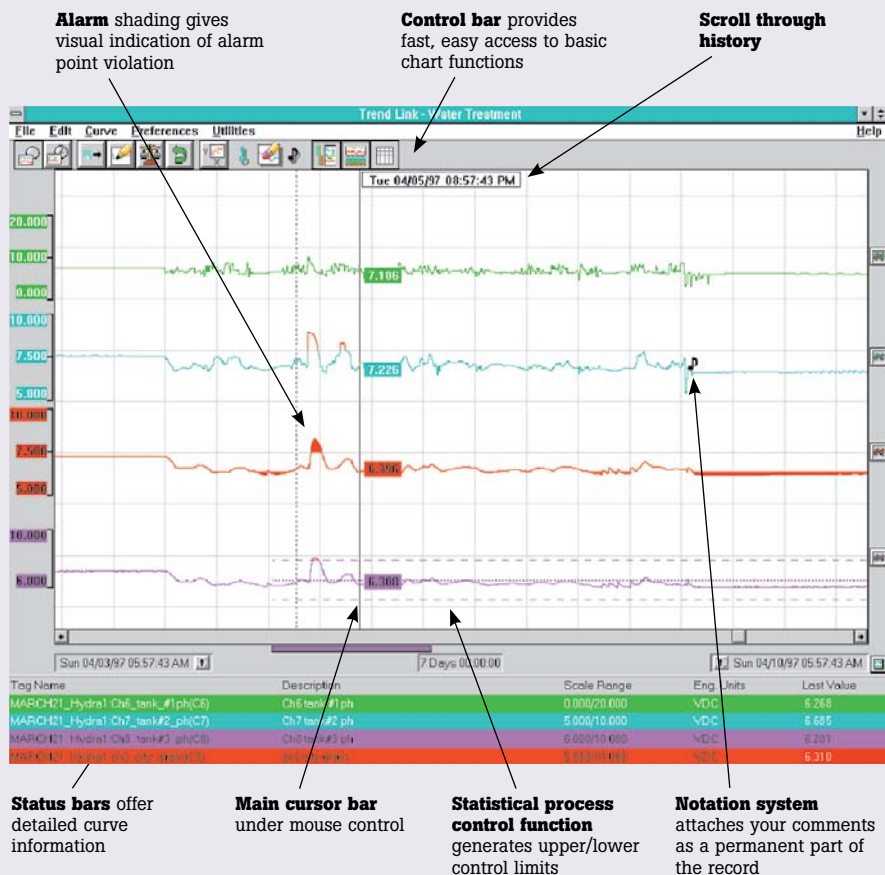 Alarm shading gives
visual indication of alarm
point violation
Control bar provides
fast, easy access to basic
chart functions
Scroll through
history
Trend Link - Water Treatment
File Edit Curve Preferences Utilities Help
Tue 04/05/97 08:57:43 PM
20.000
10.000
0.000
7.106
10.000
7.500
5.000
7.226
10.000
7.500
5.000
6.396
10.000
6.000
6.300
Sun 04/03/97 05:57:43 AM
7 Days 00:00:00
Sun 04/10/97 05:57:43 AM
Tag Name Description Scale Range Eng. Units Last Value
MARCH21_Hydra1:Ch6_tank_#1ph(C6) Ch6 tank#1 ph 0.000/20.000 VDC 6.268
MARCH21_Hydra1:Ch7_tank#2_ph(C7) Ch7 tank#2 ph 5.000/10.000 VDC 6.685
MARCH21_Hydra1:Ch8_tank#3_ph(C8) Ch8 tank#3 ph 6.000/10.000 VDC 6.201
VDC 6.310
Status bars offer
detailed curve
information
Main cursor bar
under mouse control
Statistical process
control function
generates upper/lower
control limits
Notation system
attaches your comments
as a permanent part of
the record